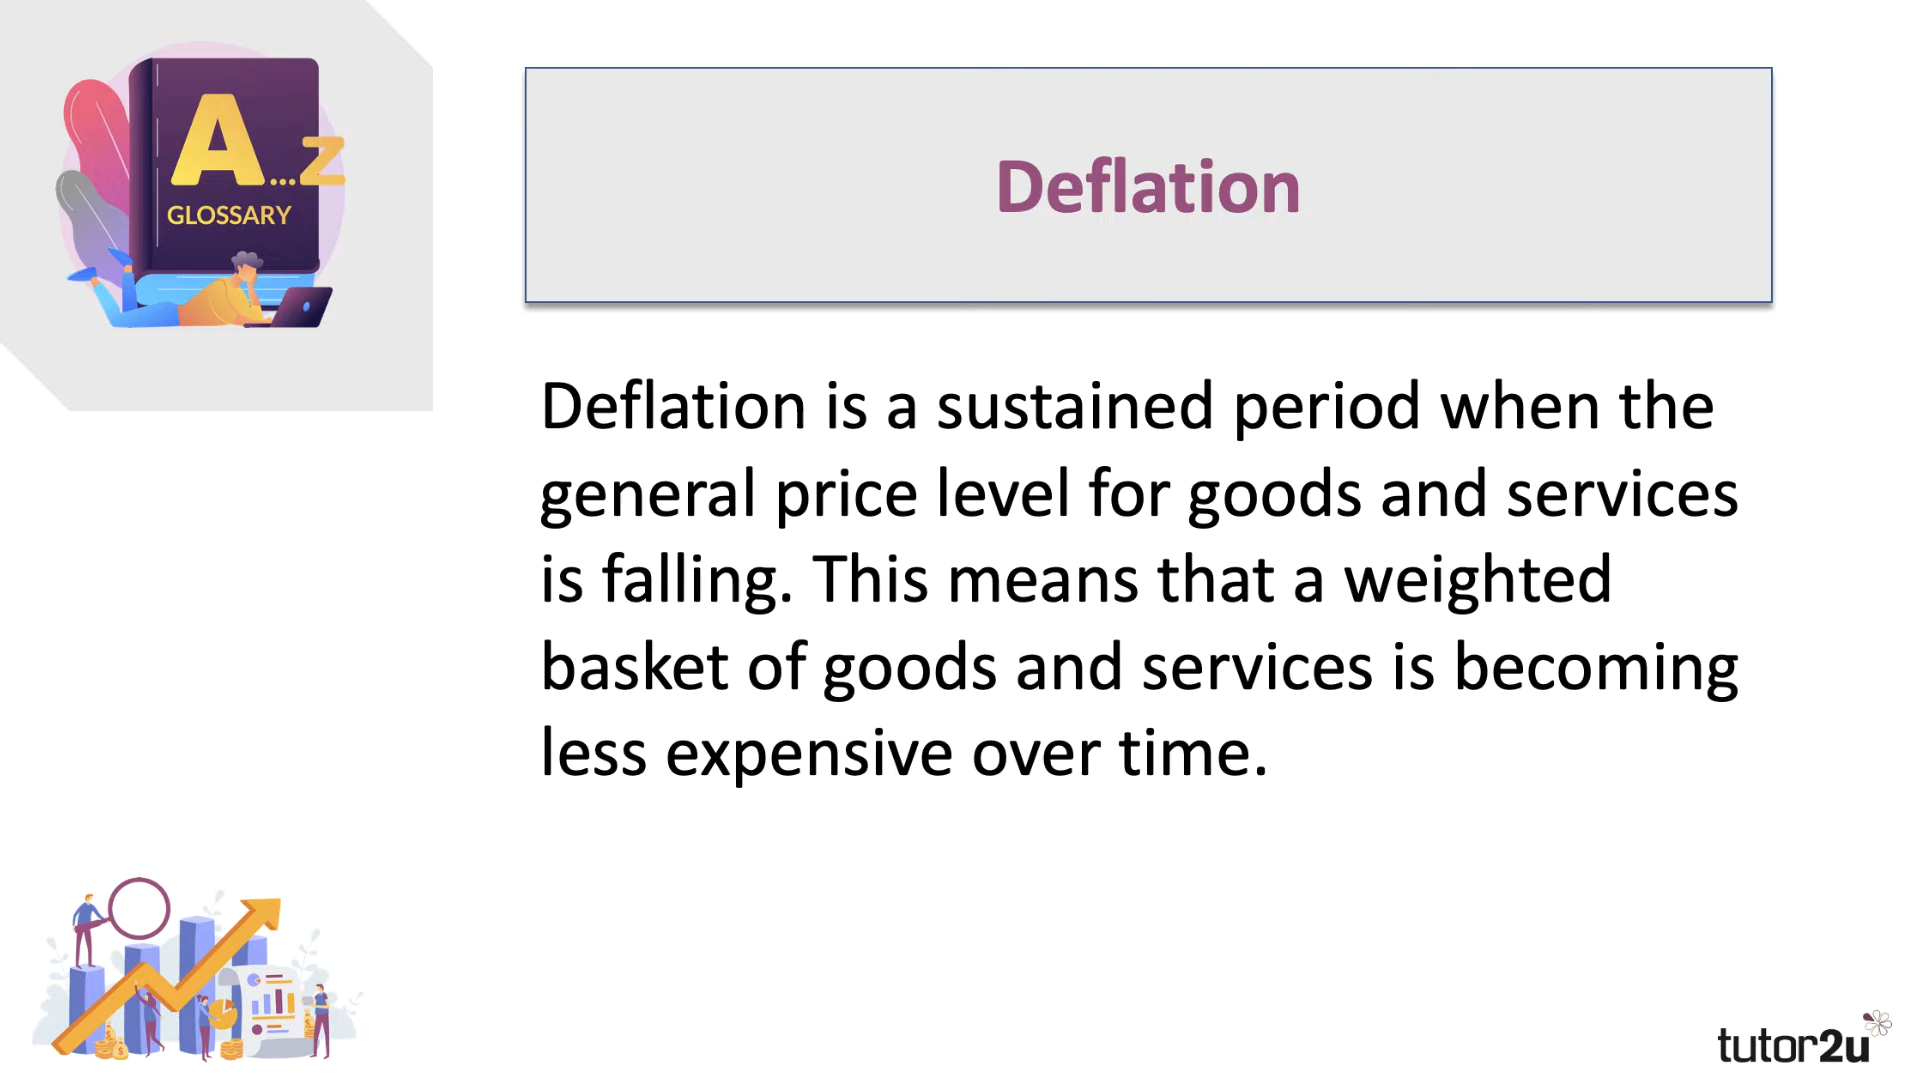 A...Z
GLOSSARY
Deflation
Deflation is a sustained period when the
general price level for goods and services
is falling. This means that a weighted
basket of goods and services is becoming
less expensive over time.
tutor2u